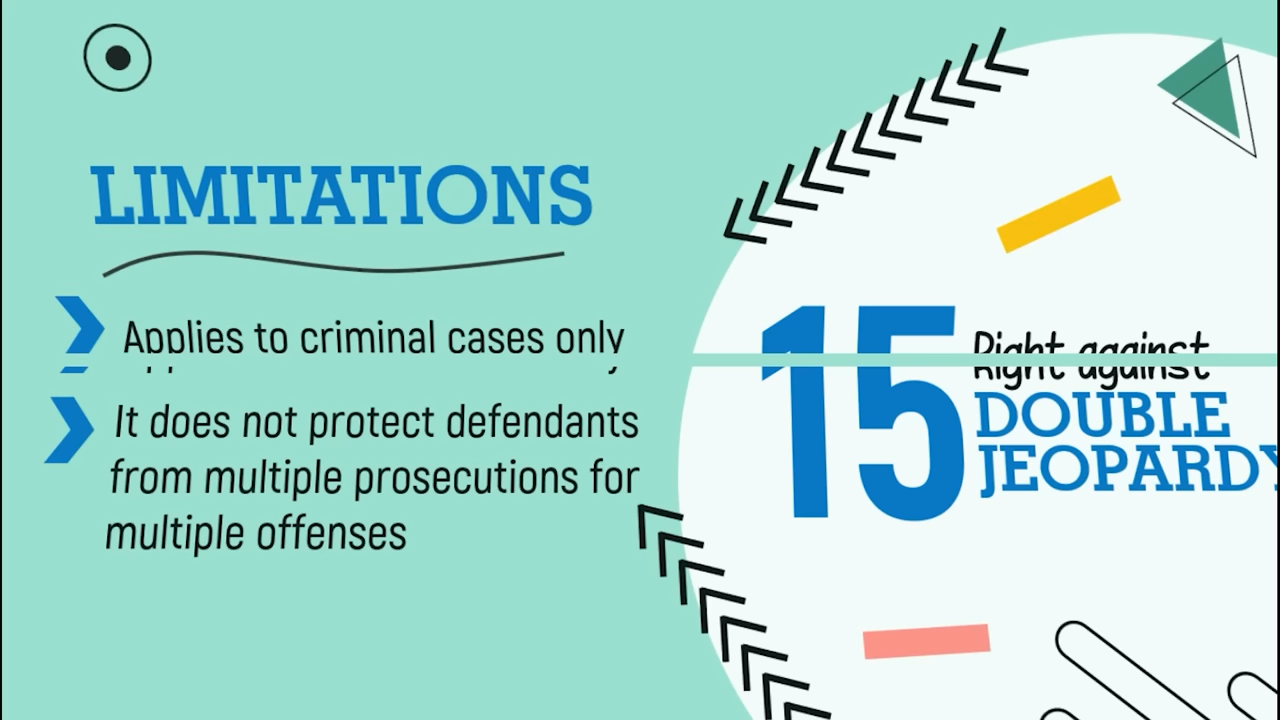 LIMITATIONS
Applies to criminal cases only
It does not protect defendants
from multiple prosecutions for
multiple offenses
15
Right against
DOUBLE
JEOPARDY